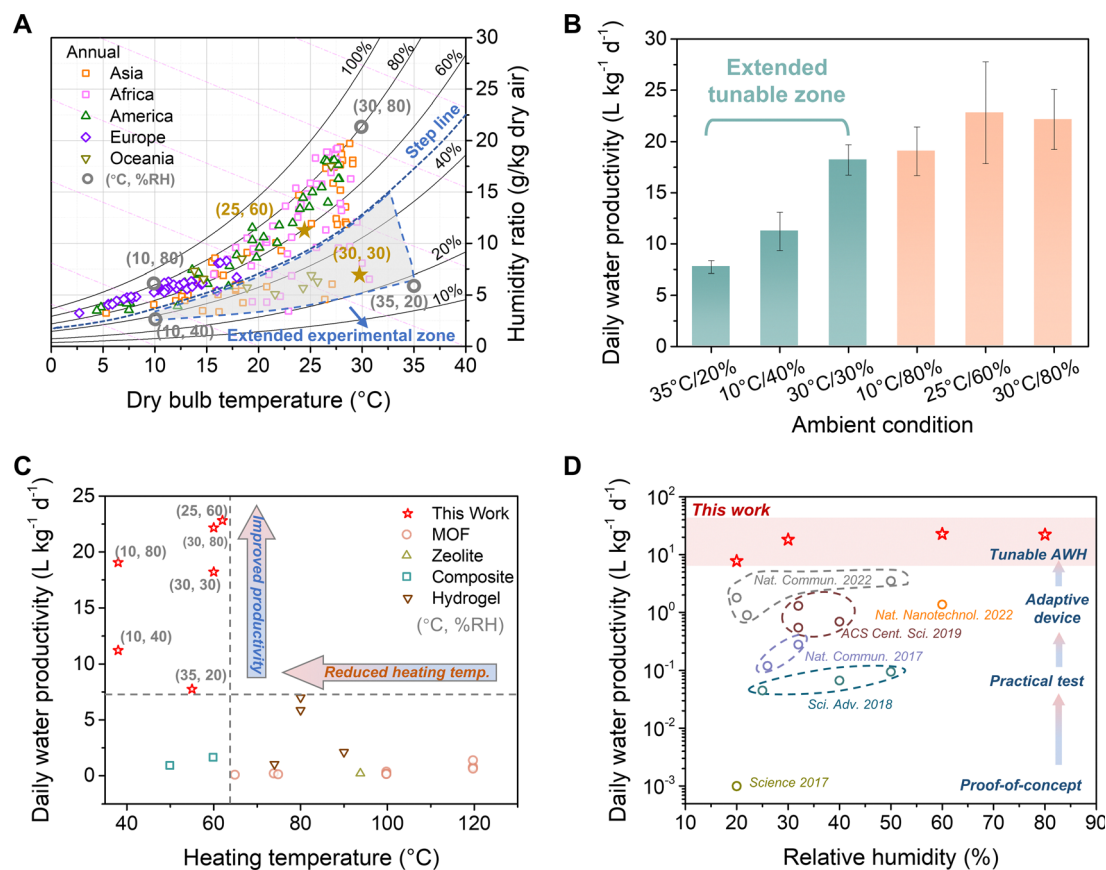 A
Annual
Asia
Africa
America
Europe
Oceania
(°C, %RH)
100%
80%
60%
40%
20%
10%
(30, 80)
Step line
(25, 60)
(10, 80)
(30, 30)
(35, 20)
(10, 40)
Extended experimental zone
0 5 10 15 20 25 30 35 40
Dry bulb temperature (°C)
30
25
20
15
10
5
0
Humidity ratio (g/kg dry air)
B
Daily water productivity (L kg⁻¹ d⁻¹)
30
25
20
15
10
5
0
Extended
tunable zone
35°C/20% 10°C/40% 30°C/30% 10°C/80% 25°C/60% 30°C/80%
Ambient condition
C
Daily water productivity (L kg⁻¹ d⁻¹)
25
20
15
10
5
0
(25, 60)
(30, 80)
(10, 80)
(30, 30)
(10, 40)
(35, 20)
Improved productivity
Reduced heating temp.
This Work
MOF
Zeolite
Composite
Hydrogel
(°C, %RH)
40 60 80 100 120
Heating temperature (°C)
D
Daily water productivity (L kg⁻¹ d⁻¹)
10²
10¹
10⁰
10⁻¹
10⁻²
10⁻³
This work
Tunable AWH
Nat. Commun. 2022
Adaptive
device
Nat. Nanotechnol. 2022
ACS Cent. Sci. 2019
Nat. Commun. 2017
Practical test
Sci. Adv. 2018
Science 2017
Proof-of-concept
10 20 30 40 50 60 70 80 90
Relative humidity (%)